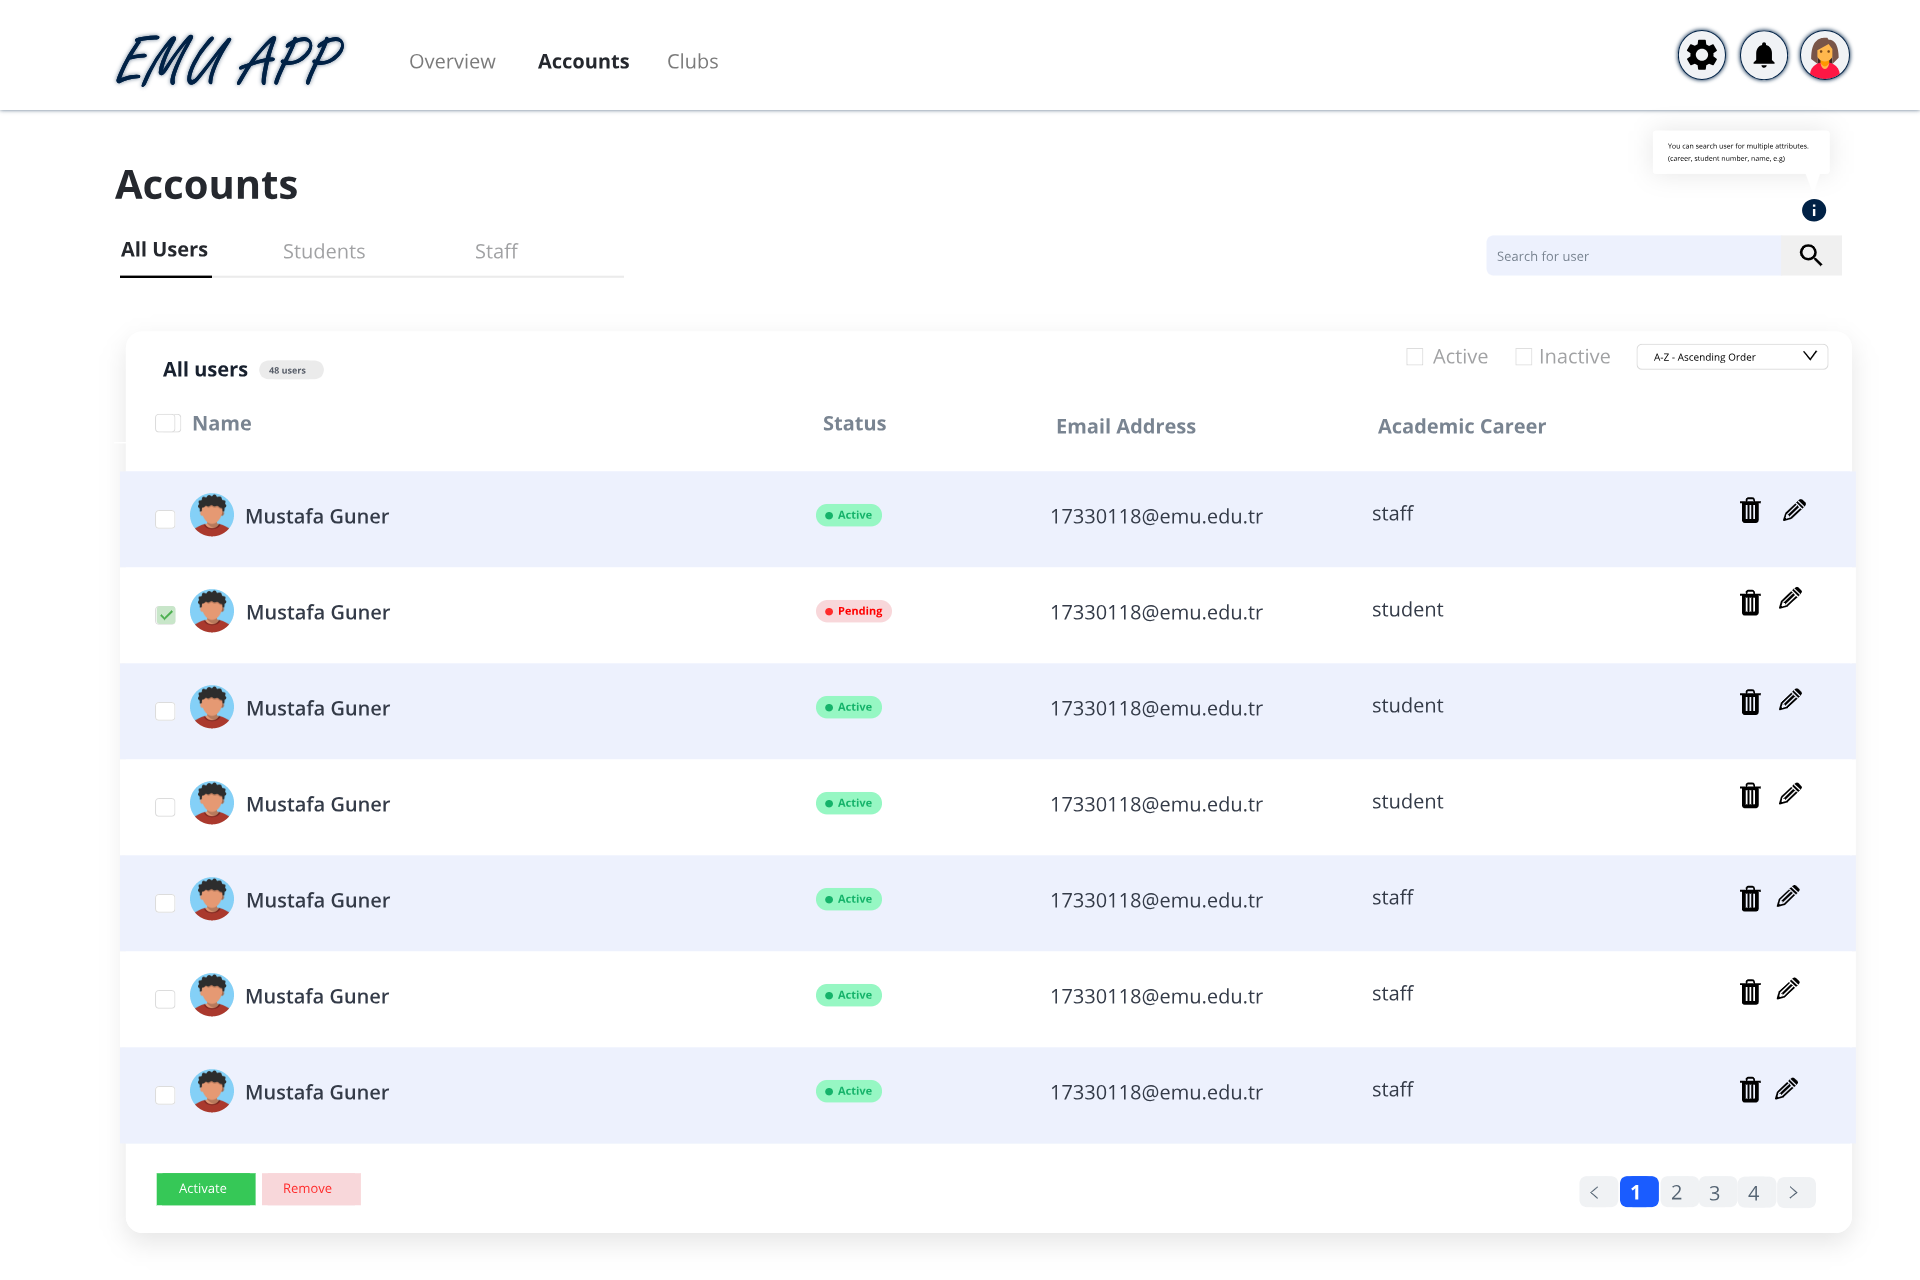 EMU APP
Overview Accounts Clubs
You can search user for multiple attributes.
(career, student number, name, e.g)
Accounts
All Users Students Staff
Search for user
All users 48 users
Active Inactive A-Z - Ascending Order
Name Status Email Address Academic Career
Mustafa Guner Active 17330118@emu.edu.tr staff
Mustafa Guner Pending 17330118@emu.edu.tr student
Mustafa Guner Active 17330118@emu.edu.tr student
Mustafa Guner Active 17330118@emu.edu.tr student
Mustafa Guner Active 17330118@emu.edu.tr staff
Mustafa Guner Active 17330118@emu.edu.tr staff
Mustafa Guner Active 17330118@emu.edu.tr staff
Activate Remove
< 1 2 3 4 >